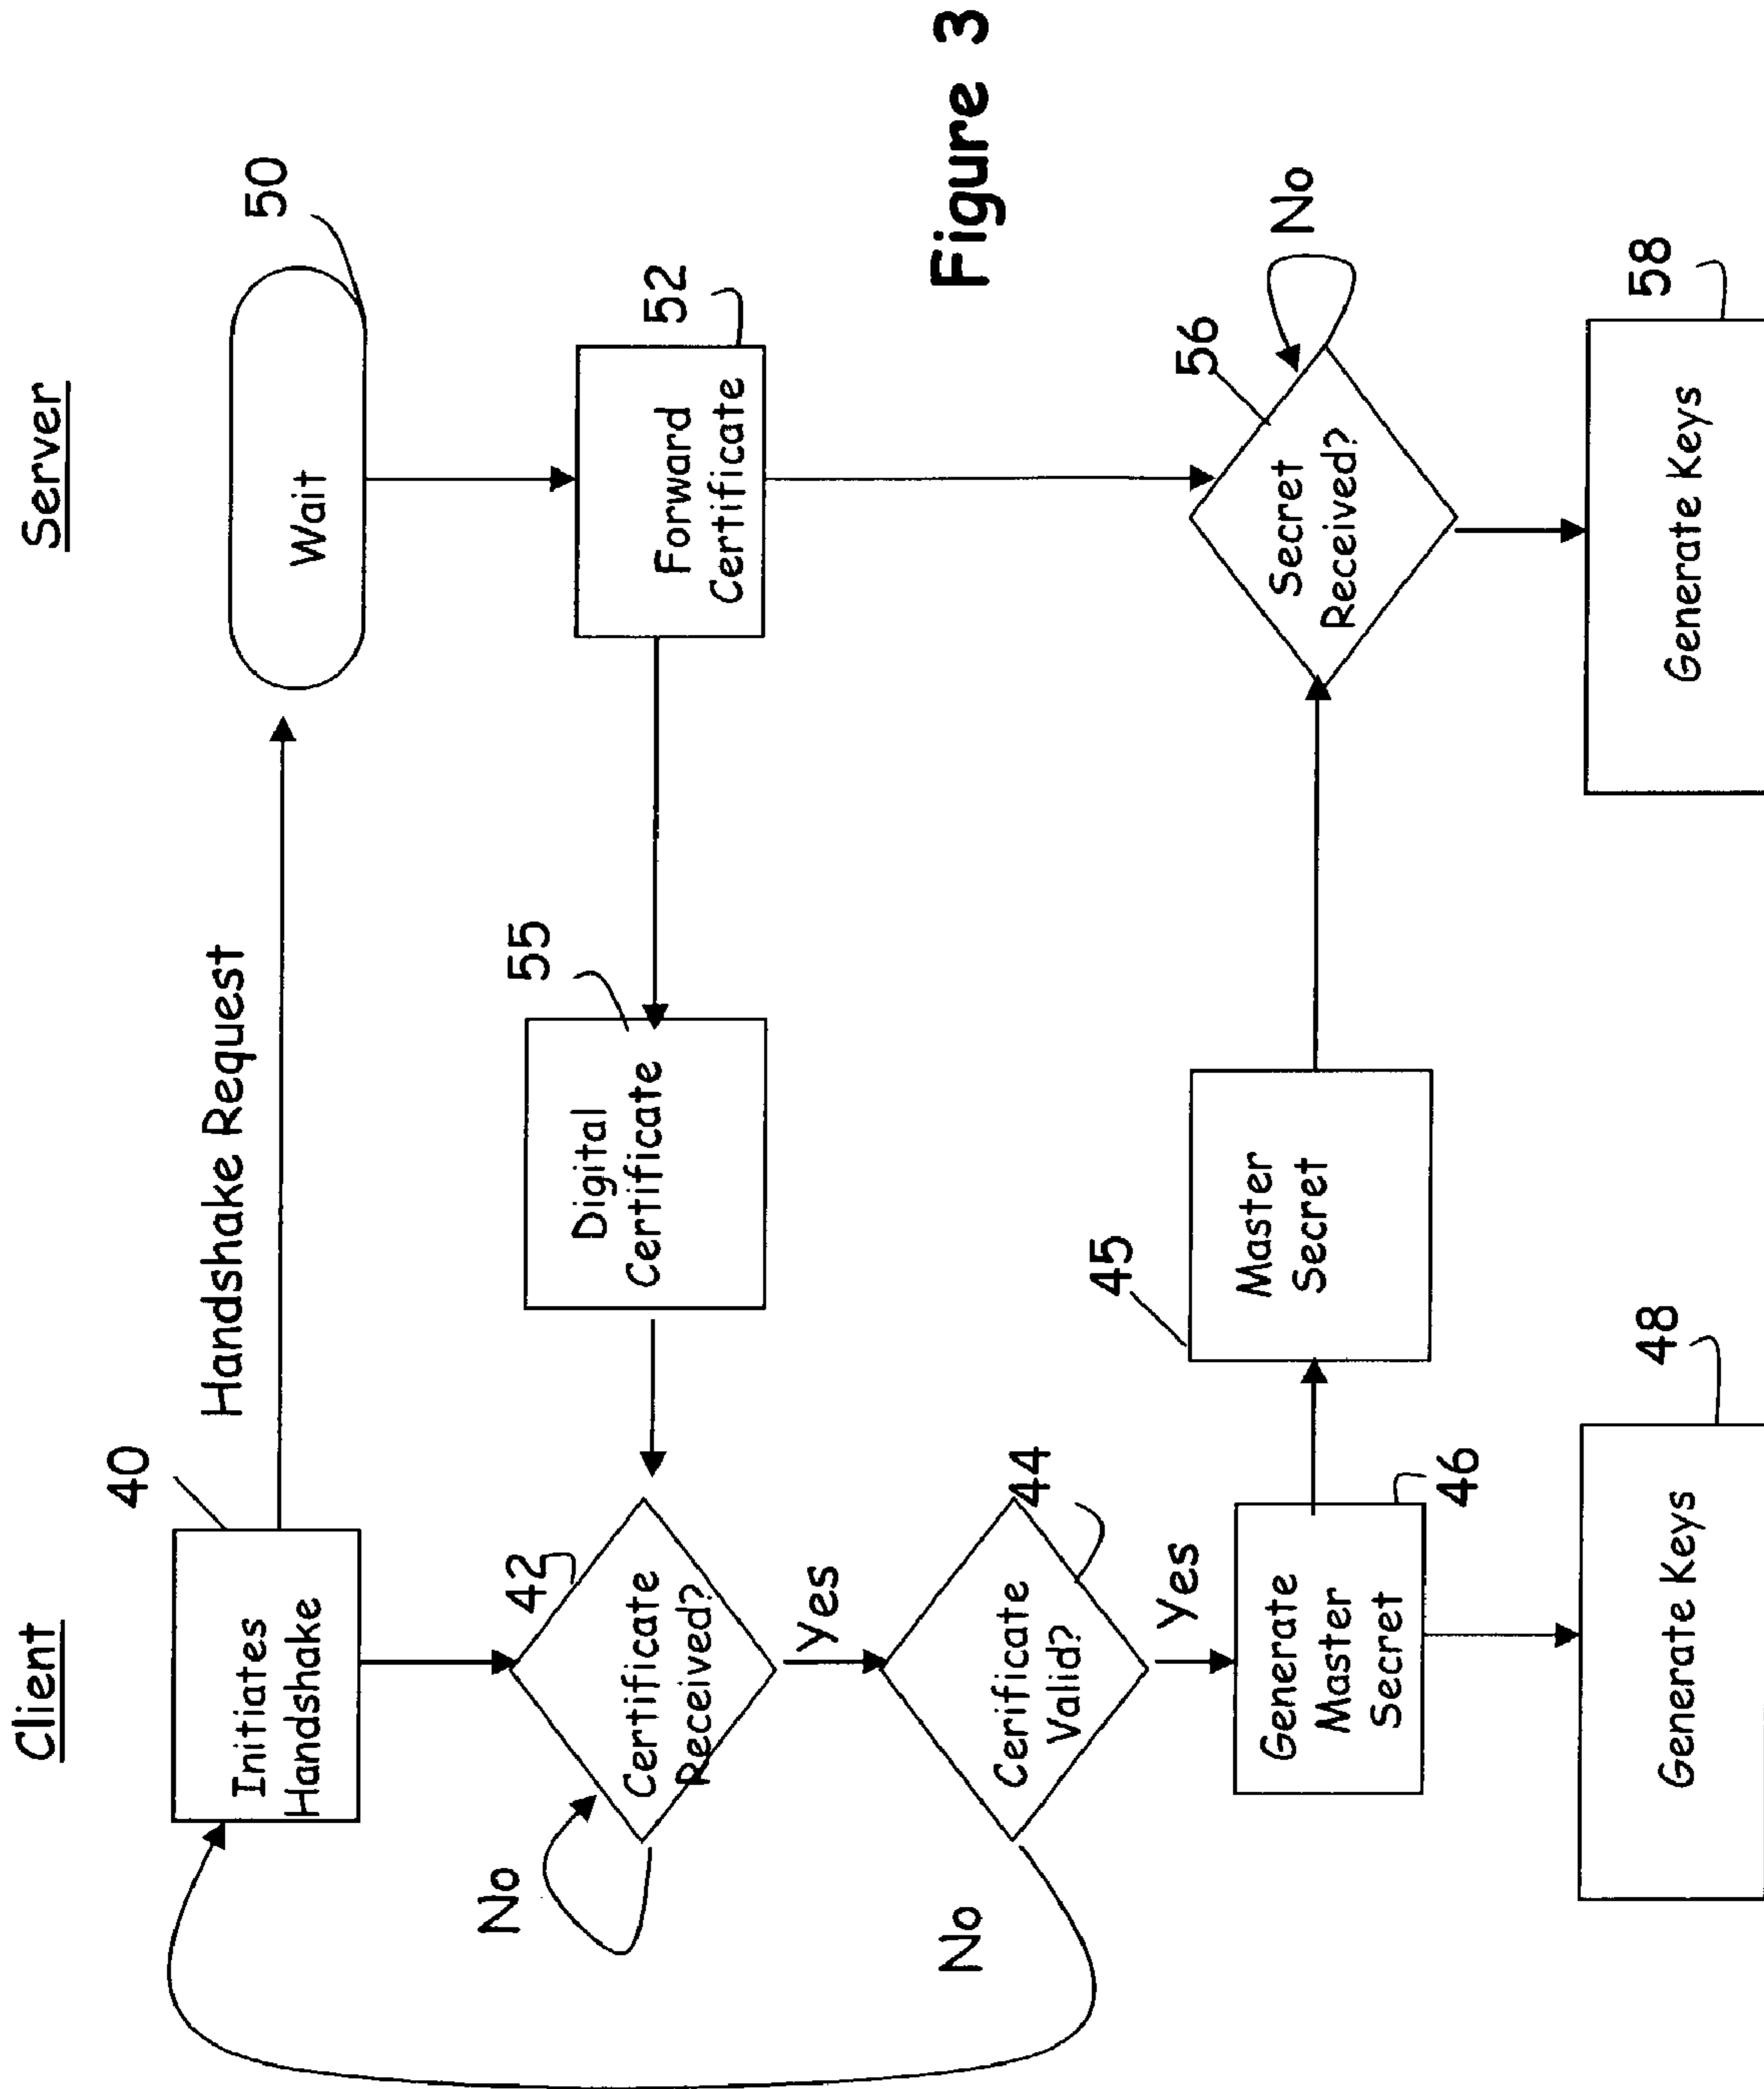 Client
Server
40
Initiates
Handshake
Handshake Request
50
Wait
42
Certificate
Received?
No
Yes
55
Digital
Certificate
52
Forward
Certificate
44
Cerificate
Valid?
No
Yes
46
Generate
Master
Secret
45
Master
Secret
56
Secret
Received?
No
48
Generate Keys
58
Generate Keys
Figure 3